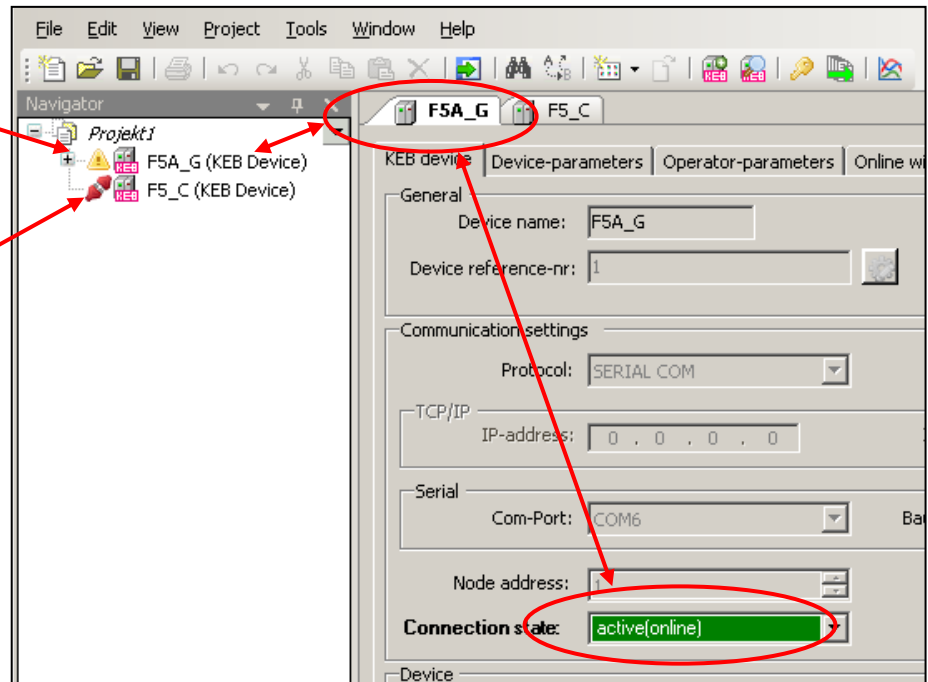 File Edit View Project Tools Window Help
Navigator
F5A_G F5_C
Projekt1
F5A_G (KEB Device)
F5_C (KEB Device)
KEB device Device-parameters Operator-parameters Online wi
General
Device name: F5A_G
Device reference-nr: 1
Communication settings
Protocol: SERIAL COM
TCP/IP
IP-address: 0 . 0 . 0 . 0
Serial
Com-Port: COM6 Ba
Node address: 1
Connection state: active(online)
Device